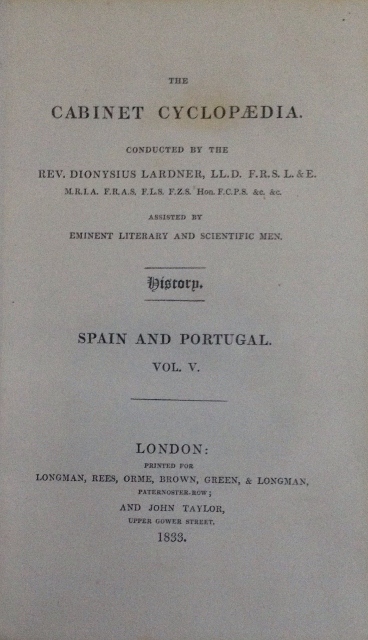 THE
CABINET CYCLOPÆDIA.
CONDUCTED BY THE
REV. DIONYSIUS LARDNER, LL.D. F.R.S. L. & E.
M.R.I.A. F.R.A.S. F.L.S. F.Z.S. Hon. F.C.P.S. &c. &c.
ASSISTED BY
EMINENT LITERARY AND SCIENTIFIC MEN.
History.
SPAIN AND PORTUGAL.
VOL. V.
LONDON:
PRINTED FOR
LONGMAN, REES, ORME, BROWN, GREEN, & LONGMAN,
PATERNOSTER-ROW;
AND JOHN TAYLOR,
UPPER GOWER STREET.
1833.